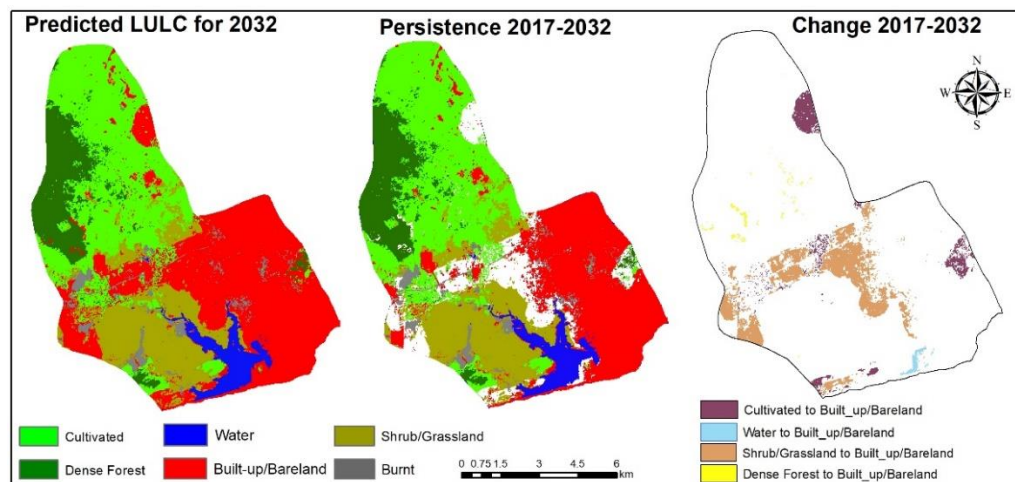 Predicted LULC for 2032
Persistence 2017-2032
Change 2017-2032
N
W E
S
Cultivated
Water
Shrub/Grassland
Dense Forest
Built-up/Bareland
Burnt
0 0.75 1.5 3 4.5 6
km
Cultivated to Built_up/Bareland
Water to Built_up/Bareland
Shrub/Grassland to Built_up/Bareland
Dense Forest to Built_up/Bareland